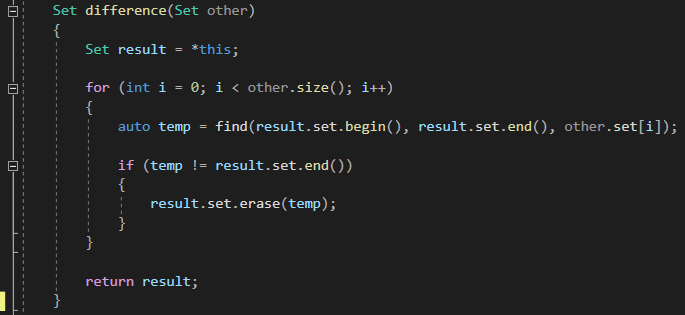 Set difference(Set other)
{
Set result = *this;
for (int i = 0; i < other.size(); i++)
{
auto temp = find(result.set.begin(), result.set.end(), other.set[i]);
if (temp != result.set.end())
{
result.set.erase(temp);
}
}
return result;
}